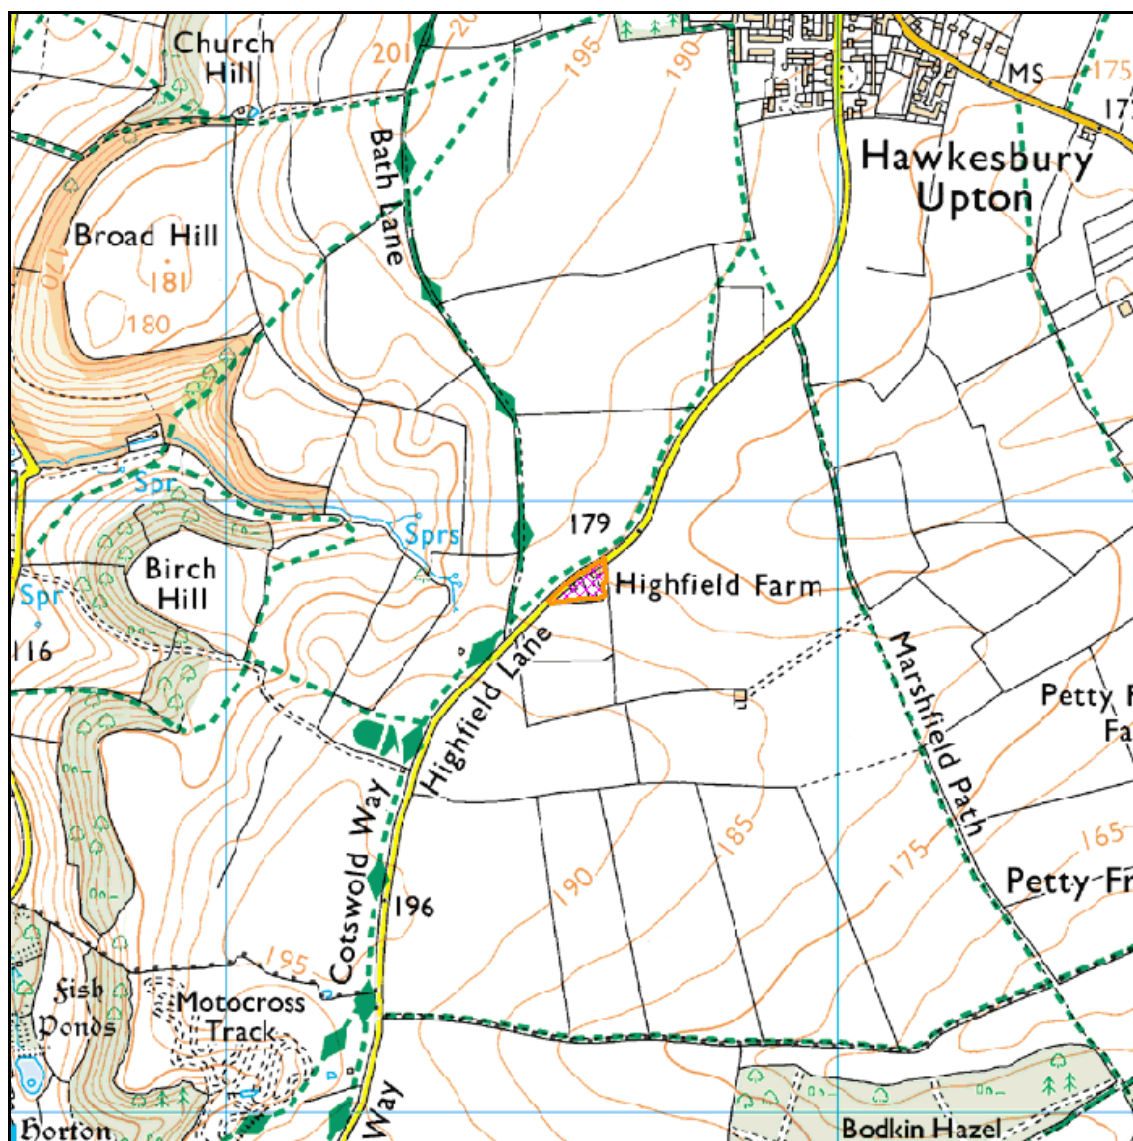 Church
Hill
201
20
195
190
MS
175
17
Hawkesbury
Upton
Bath Lane
Broad Hill
170
181
180
Spr
Sprs
179
Birch
Hill
Highfield Farm
Spr
116
Highfield Lane
Marshfield Path
Petty F
Fa
Cotswold Way
185
190
175
165
Petty Fr
196
195
Fish
Ponds
Motocross
Track
Way
Horton
Bodkin Hazel